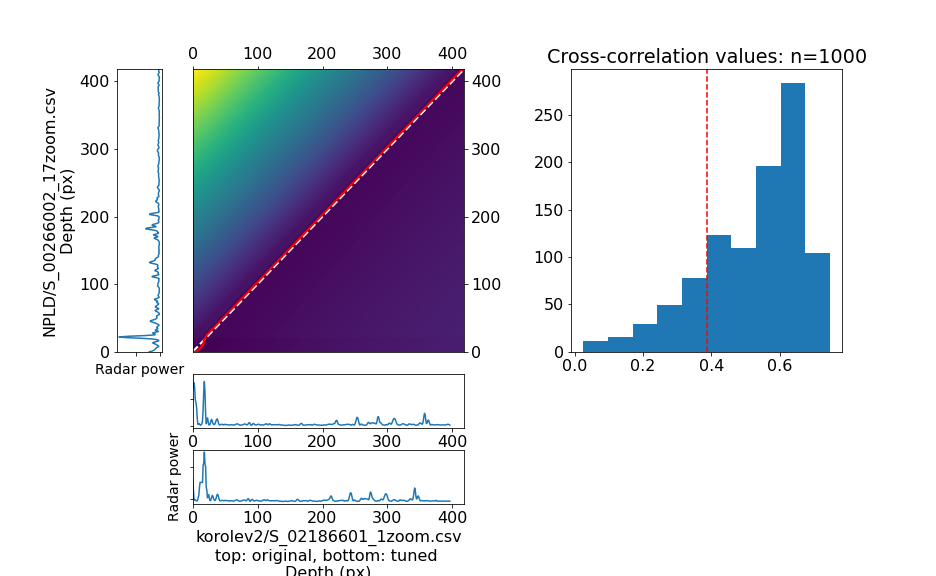 Cross-correlation values: n=1000
0 100 200 300 400
400
300
200
100
0
NPLD/S_00266002_17zoom.csv
Depth (px)
Radar power
400
300
200
100
0
250
200
150
100
50
0
0.0 0.2 0.4 0.6
0 100 200 300 400
Radar power
0 100 200 300 400
korolev2/S_02186601_1zoom.csv
top: original, bottom: tuned
Depth (px)